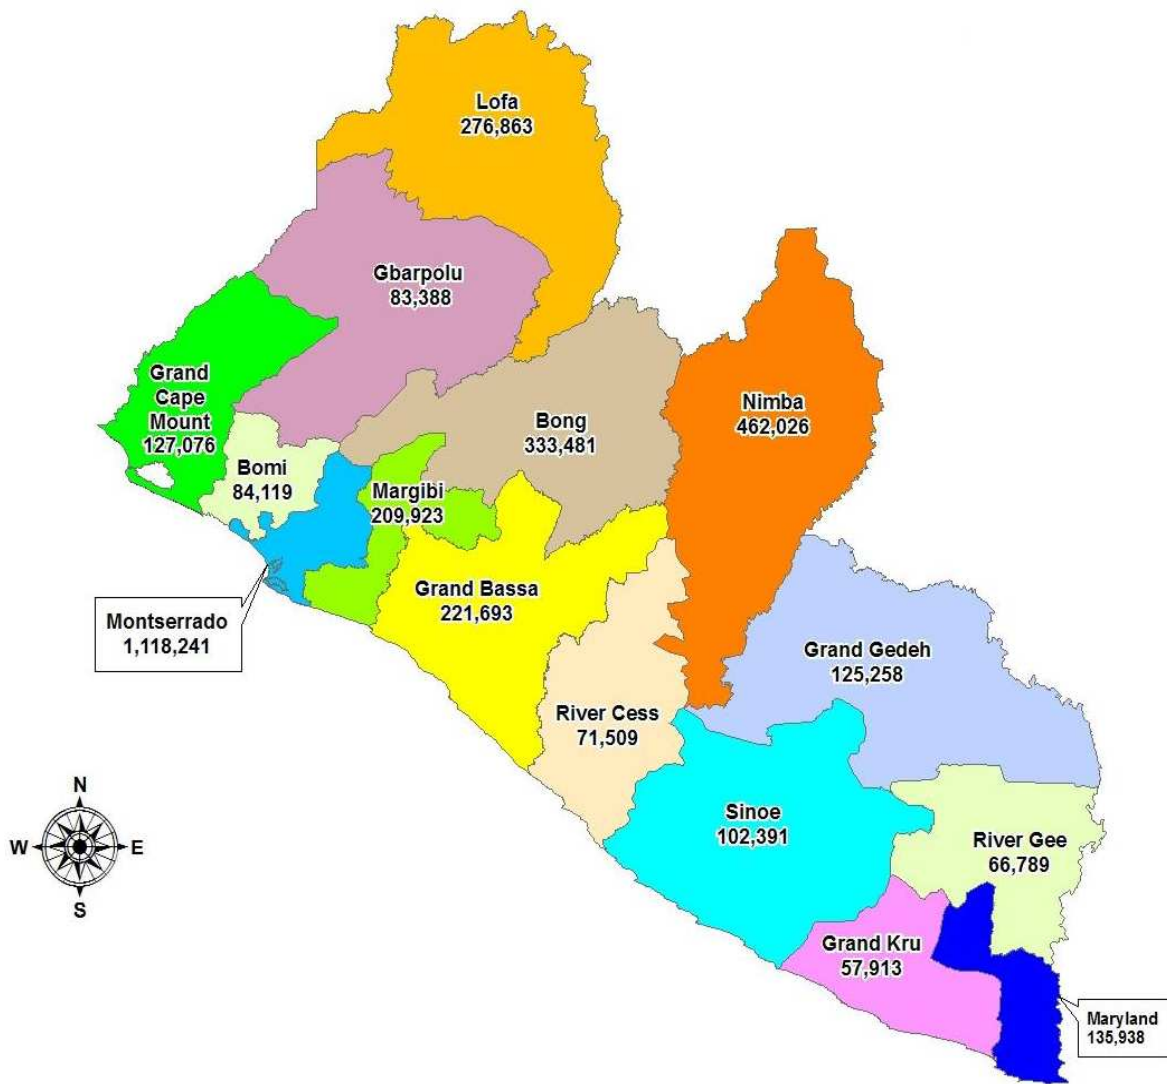 Lofa
276,863
Gbarpolu
83,388
Grand
Cape
Mount
127,076
Nimba
462,026
Bong
333,481
Bomi
84,119
Margibi
209,923
Grand Bassa
221,693
Montserrado
1,118,241
Grand Gedeh
125,258
River Cess
71,509
Sinoe
102,391
River Gee
66,789
Grand Kru
57,913
Maryland
135,938
N
W E
S